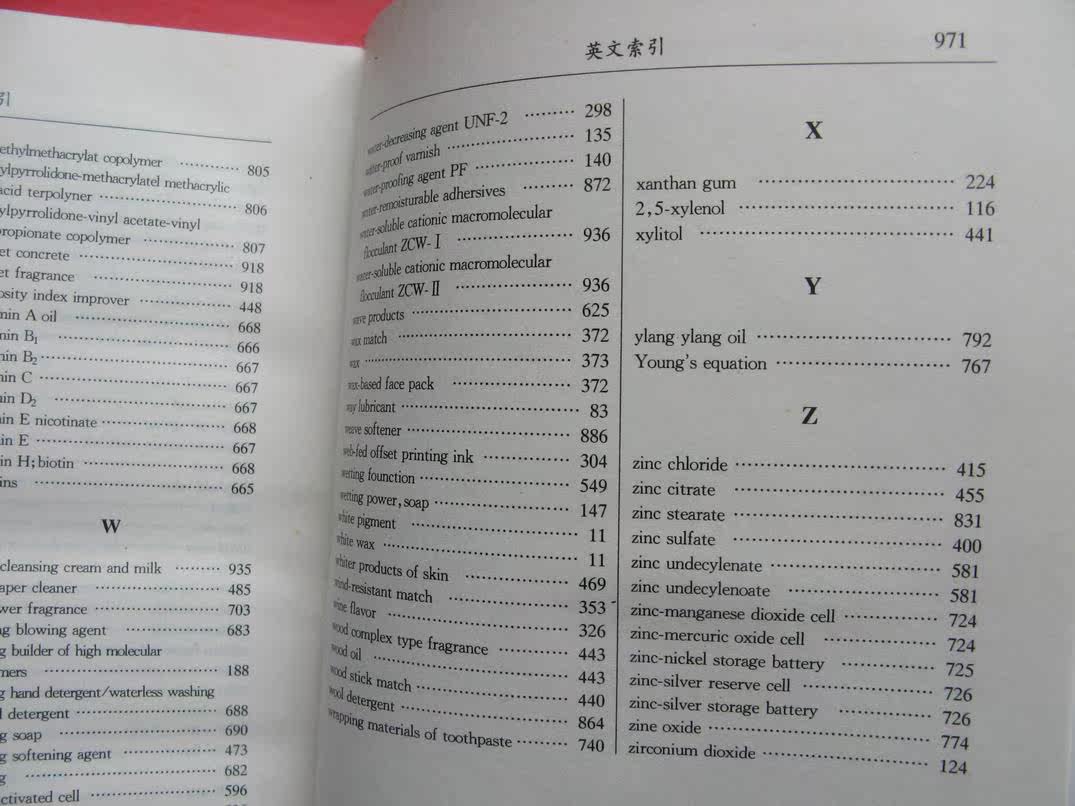 引
ethylmethacrylat copolymer ………… 805
ylpyrrolidone-methacrylatel methacrylic
acid terpolymer ………… 806
ylpyrrolidone-vinyl acetate-vinyl
propionate copolymer ………… 807
et concrete ………… 918
et fragrance ………… 918
osity index improver ………… 448
min A oil ………… 668
min B₁ ………… 666
min B₂ ………… 667
min C ………… 667
min D₂ ………… 667
min E nicotinate ………… 668
min E ………… 667
min H; biotin ………… 668
ins ………… 665
W
cleansing cream and milk ……… 935
aper cleaner ………… 485
wer fragrance ………… 703
ng blowing agent ………… 683
g builder of high molecular
mers ………… 188
g hand detergent/waterless washing
l detergent ………… 688
g soap ………… 690
g softening agent ………… 473
g ………… 682
ctivated cell ………… 596
英文索引 971
water-decreasing agent UNF-2 ……… 298
water-proof varnish ………… 135
water-proofing agent PF ………… 140
water-remoisturable adhersives ……… 872
water-soluble cationic macromolecular
flocculant ZCW-Ⅰ ………… 936
water-soluble cationic macromolecular
flocculant ZCW-Ⅱ ………… 936
wave products ………… 625
wax match ………… 372
wax ………… 373
wax-based face pack ………… 372
way lubricant ………… 83
weave softener ………… 886
web-fed offset printing ink ………… 304
wetting founction ………… 549
wetting power, soap ………… 147
white pigment ………… 11
white wax ………… 11
whiter products of skin ………… 469
wind-resistant match ………… 353
wine flavor ………… 326
wood complex type fragrance ………… 443
wood oil ………… 443
wood stick match ………… 440
wool detergent ………… 864
wrapping materials of toothpaste ……… 740
X
xanthan gum ………… 224
2,5-xylenol ………… 116
xylitol ………… 441
Y
ylang ylang oil ………… 792
Young's equation ………… 767
Z
zinc chloride ………… 415
zinc citrate ………… 455
zinc stearate ………… 831
zinc sulfate ………… 400
zinc undecylenate ………… 581
zinc undecylenoate ………… 581
zinc-manganese dioxide cell ………… 724
zinc-mercuric oxide cell ………… 724
zinc-nickel storage battery ………… 725
zinc-silver reserve cell ………… 726
zinc-silver storage battery ………… 726
zine oxide ………… 774
zirconium dioxide ………… 124